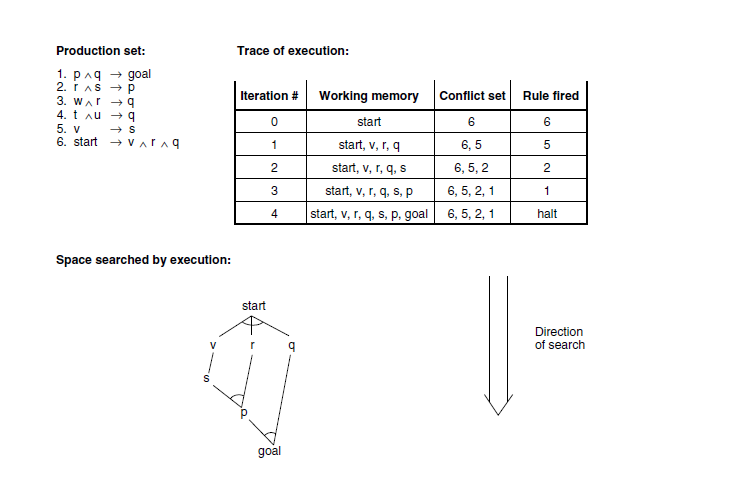 Production set:
1. p ∧ q → goal
2. r ∧ s → p
3. w ∧ r → q
4. t ∧ u → q
5. v → s
6. start → v ∧ r ∧ q
Trace of execution:
Iteration # Working memory Conflict set Rule fired
0 start 6 6
1 start, v, r, q 6, 5 5
2 start, v, r, q, s 6, 5, 2 2
3 start, v, r, q, s, p 6, 5, 2, 1 1
4 start, v, r, q, s, p, goal 6, 5, 2, 1 halt
Space searched by execution:
start
v r q
s
p
goal
Direction
of search